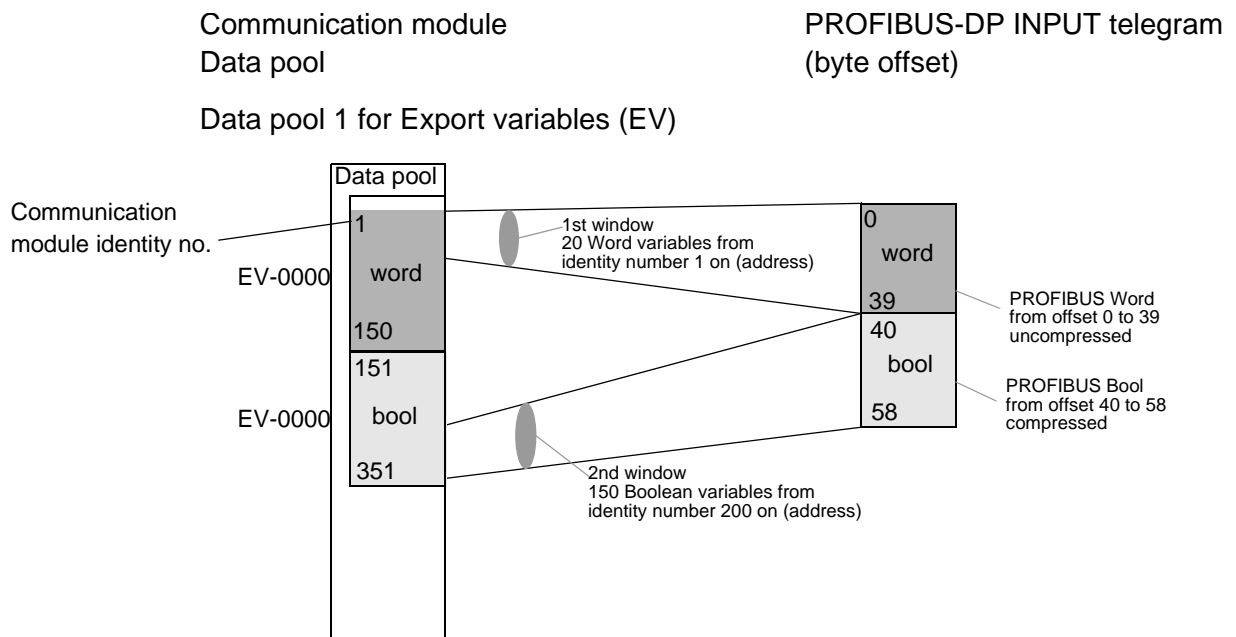 Communication module
Data pool
PROFIBUS-DP INPUT telegram
(byte offset)
Data pool 1 for Export variables (EV)
Data pool
Communication
module identity no.
1
EV-0000
word
150
151
EV-0000
bool
351
1st window
20 Word variables from
identity number 1 on (address)
2nd window
150 Boolean variables from
identity number 200 on (address)
0
word
39
40
bool
58
PROFIBUS Word
from offset 0 to 39
uncompressed
PROFIBUS Bool
from offset 40 to 58
compressed